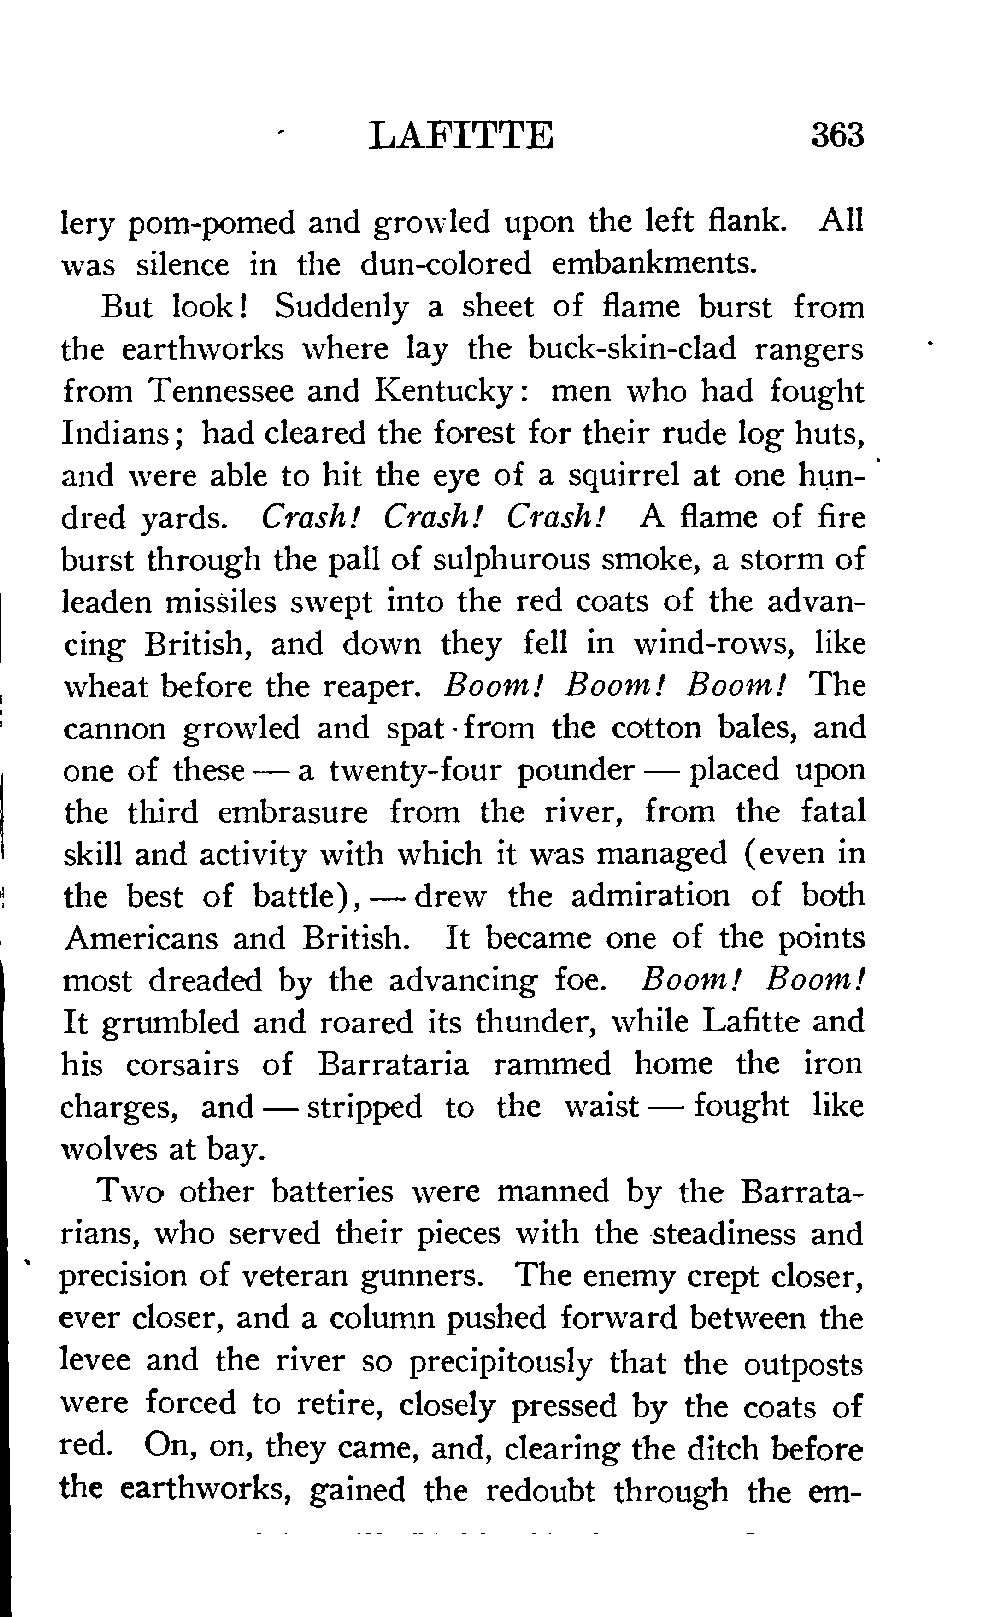 LAFITTE 363
lery pom-pomed and growled upon the left flank. All
was silence in the dun-colored embankments.
But look! Suddenly a sheet of flame burst from
the earthworks where lay the buck-skin-clad rangers
from Tennessee and Kentucky: men who had fought
Indians; had cleared the forest for their rude log huts,
and were able to hit the eye of a squirrel at one hun-
dred yards. Crash! Crash! Crash! A flame of fire
burst through the pall of sulphurous smoke, a storm of
leaden missiles swept into the red coats of the advan-
cing British, and down they fell in wind-rows, like
wheat before the reaper. Boom! Boom! Boom! The
cannon growled and spat from the cotton bales, and
one of these — a twenty-four pounder — placed upon
the third embrasure from the river, from the fatal
skill and activity with which it was managed (even in
the best of battle), — drew the admiration of both
Americans and British. It became one of the points
most dreaded by the advancing foe. Boom! Boom!
It grumbled and roared its thunder, while Lafitte and
his corsairs of Barrataria rammed home the iron
charges, and — stripped to the waist — fought like
wolves at bay.
Two other batteries were manned by the Barrata-
rians, who served their pieces with the steadiness and
precision of veteran gunners. The enemy crept closer,
ever closer, and a column pushed forward between the
levee and the river so precipitously that the outposts
were forced to retire, closely pressed by the coats of
red. On, on, they came, and, clearing the ditch before
the earthworks, gained the redoubt through the em-